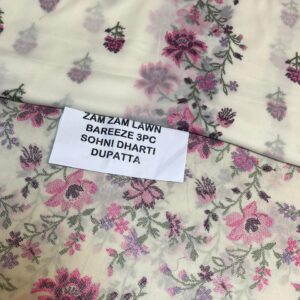 ZAM ZAM LAWN
BAREEZE 3PC
SOHNI DHARTI
DUPATTA